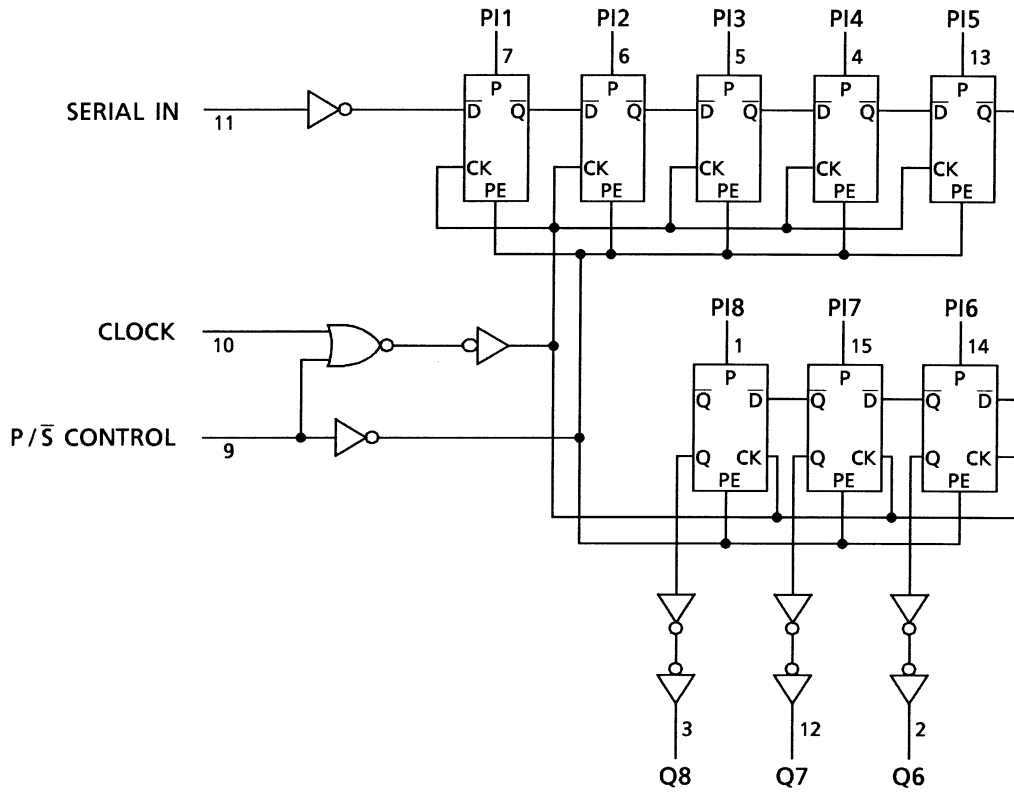 PI1 PI2 PI3 PI4 PI5
7 6 5 4 13
P P P P P
SERIAL IN
11
D̅ Q̅ D̅ Q̅ D̅ Q̅ D̅ Q̅ D̅ Q̅
CK CK CK CK CK
PE PE PE PE PE
PI8 PI7 PI6
CLOCK
10
1 15 14
P P P
Q̅ D̅ Q̅ D̅ Q̅ D̅
P/S̅ CONTROL
9
Q CK Q CK Q CK
PE PE PE
3 12 2
Q8 Q7 Q6